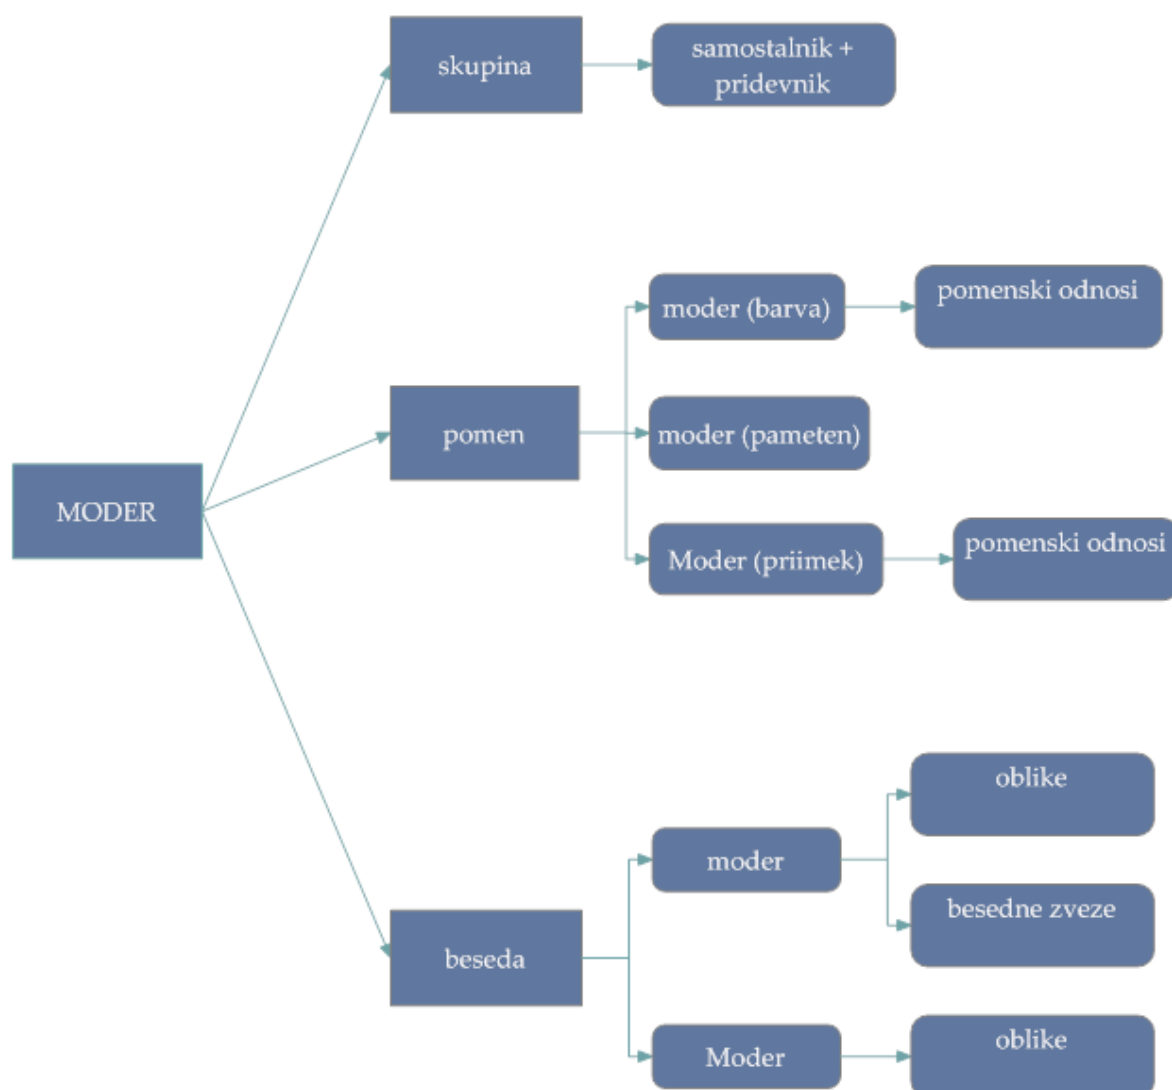 skupina
samostalnik +
pridevnik
moder (barva)
pomenski odnosi
pomen
moder (pameten)
MODER
Moder (priimek)
pomenski odnosi
oblike
moder
besedne zveze
beseda
Moder
oblike